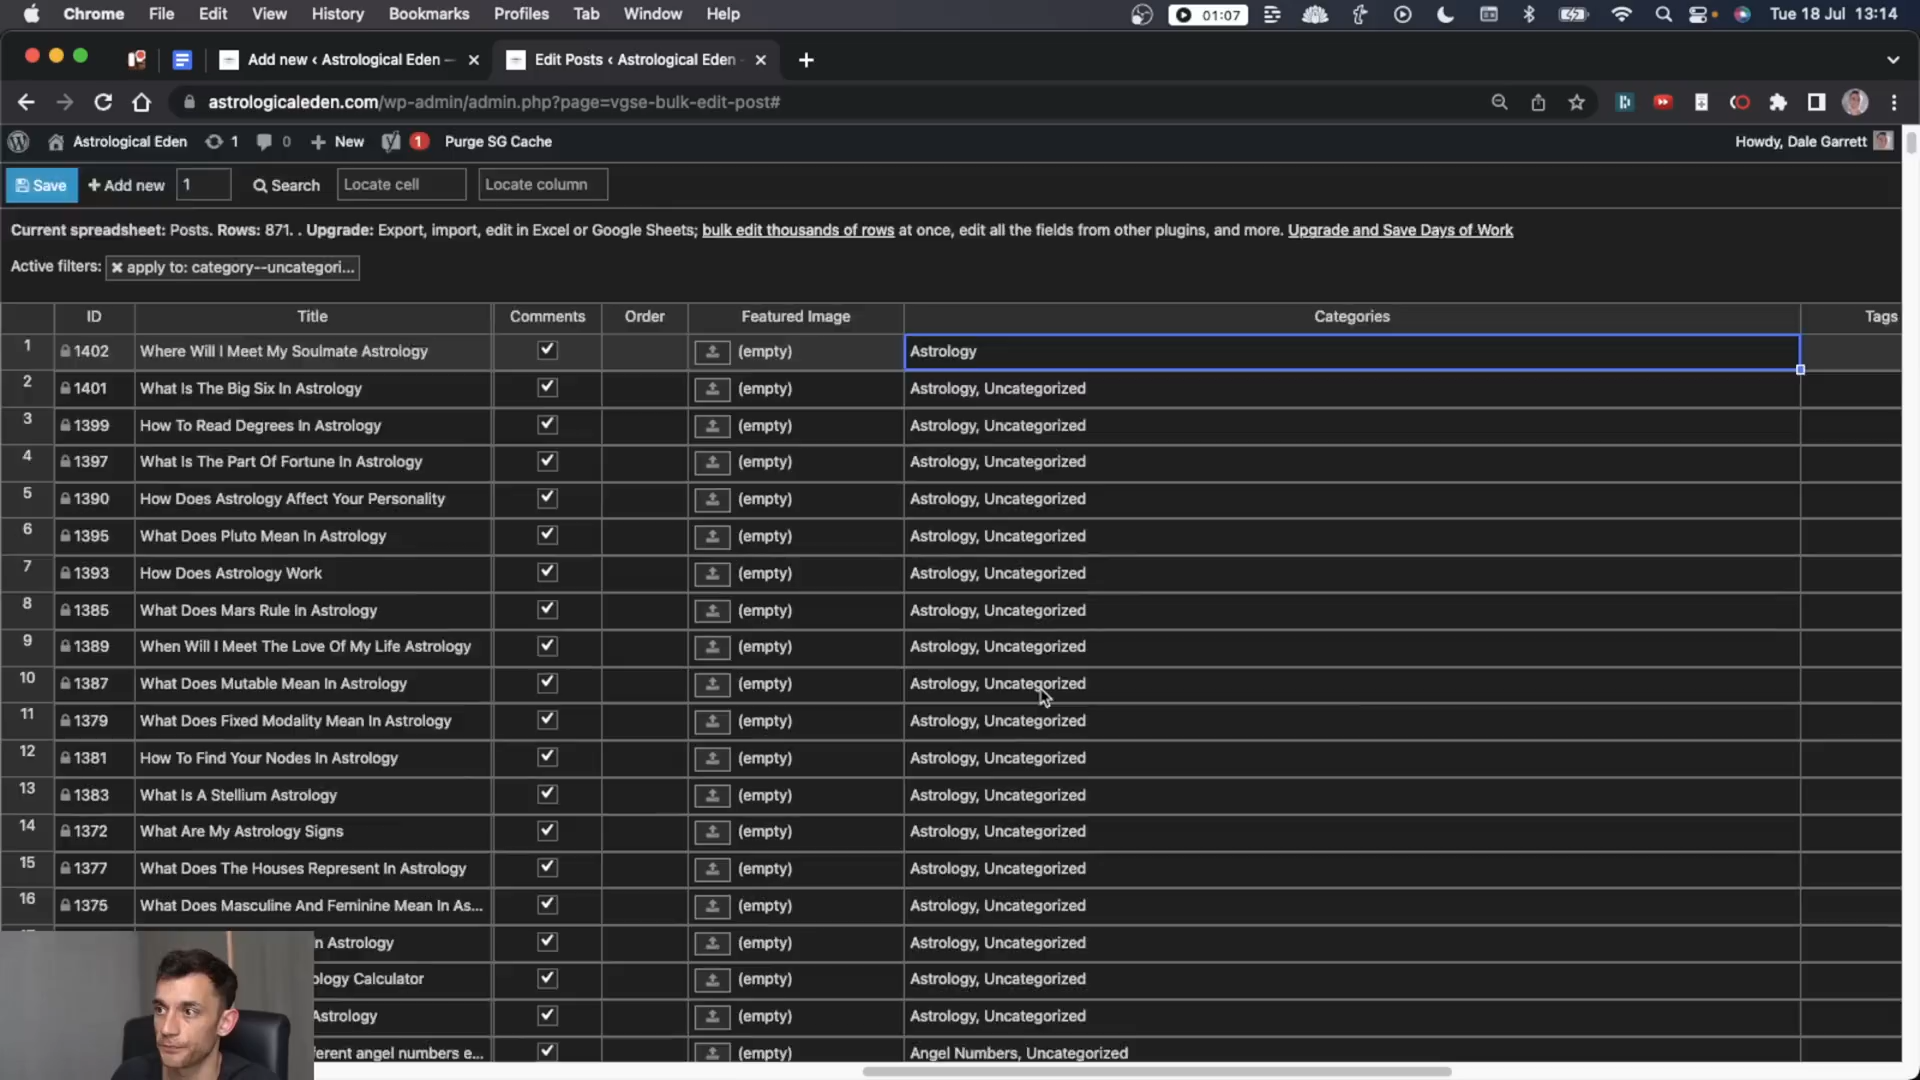 Chrome File Edit View History Bookmarks Profiles Tab Window Help 01:07 Tue 18 Jul 13:14
Add new ‹ Astrological Eden — Edit Posts ‹ Astrological Eden
astrologicaleden.com/wp-admin/admin.php?page=vgse-bulk-edit-post#
Astrological Eden 1 0 New 1 Purge SG Cache Howdy, Dale Garrett
Save Add new 1 Search Locate cell Locate column
Current spreadsheet: Posts. Rows: 871. . Upgrade: Export, import, edit in Excel or Google Sheets; bulk edit thousands of rows at once, edit all the fields from other plugins, and more. Upgrade and Save Days of Work
Active filters: apply to: category--uncategori...
ID Title Comments Order Featured Image Categories Tags
1 1402 Where Will I Meet My Soulmate Astrology (empty) Astrology
2 1401 What Is The Big Six In Astrology (empty) Astrology, Uncategorized
3 1399 How To Read Degrees In Astrology (empty) Astrology, Uncategorized
4 1397 What Is The Part Of Fortune In Astrology (empty) Astrology, Uncategorized
5 1390 How Does Astrology Affect Your Personality (empty) Astrology, Uncategorized
6 1395 What Does Pluto Mean In Astrology (empty) Astrology, Uncategorized
7 1393 How Does Astrology Work (empty) Astrology, Uncategorized
8 1385 What Does Mars Rule In Astrology (empty) Astrology, Uncategorized
9 1389 When Will I Meet The Love Of My Life Astrology (empty) Astrology, Uncategorized
10 1387 What Does Mutable Mean In Astrology (empty) Astrology, Uncategorized
11 1379 What Does Fixed Modality Mean In Astrology (empty) Astrology, Uncategorized
12 1381 How To Find Your Nodes In Astrology (empty) Astrology, Uncategorized
13 1383 What Is A Stellium Astrology (empty) Astrology, Uncategorized
14 1372 What Are My Astrology Signs (empty) Astrology, Uncategorized
15 1377 What Does The Houses Represent In Astrology (empty) Astrology, Uncategorized
16 1375 What Does Masculine And Feminine Mean In As... (empty) Astrology, Uncategorized
n Astrology (empty) Astrology, Uncategorized
ology Calculator (empty) Astrology, Uncategorized
Astrology (empty) Astrology, Uncategorized
ferent angel numbers e... (empty) Angel Numbers, Uncategorized